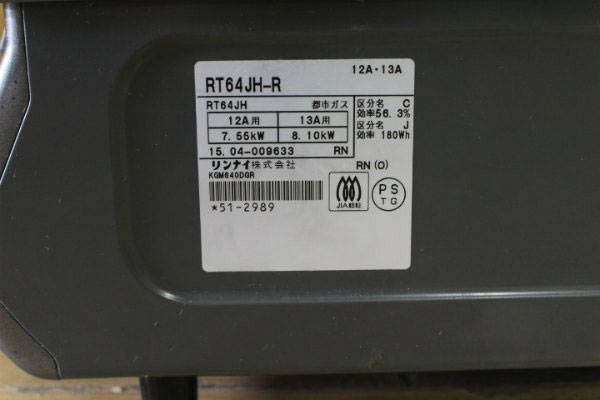 12A・13A
RT64JH-R
RT64JH 都市ガス
12A用 13A用
7.55kW 8.10kW
15.04-009633 RN
区分名 C
効率56.3%
区分名 J
効率 180Wh
リンナイ株式会社 RN (O)
KGM640DGR
*51-2989
JIA
PS
TG